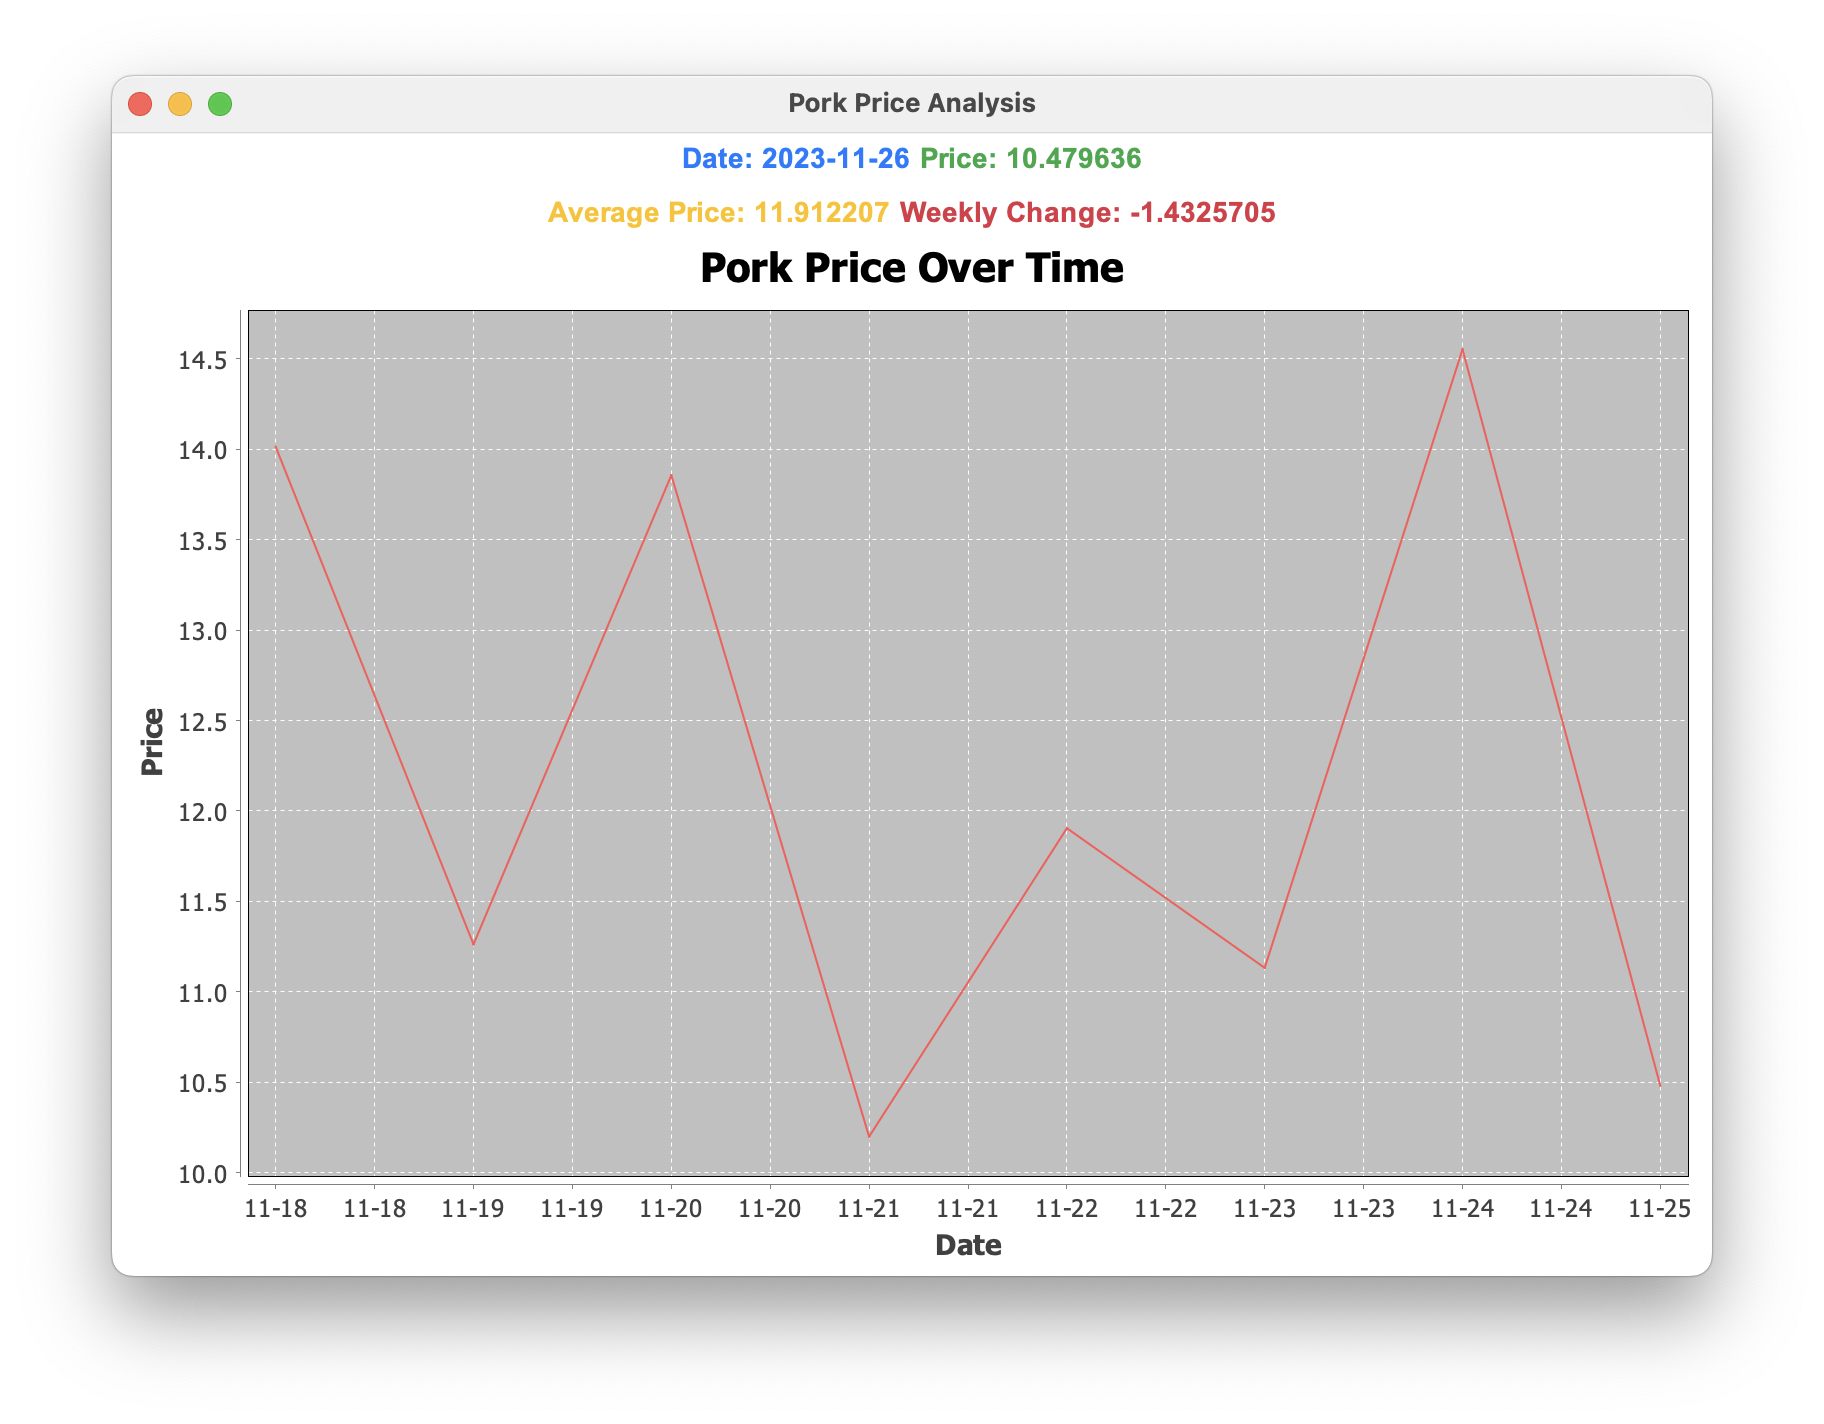 Pork Price Analysis
Date: 2023-11-26 Price: 10.479636
Average Price: 11.912207 Weekly Change: -1.4325705
Pork Price Over Time
14.5
14.0
13.5
13.0
12.5
12.0
11.5
11.0
10.5
10.0
Price
11-18 11-18 11-19 11-19 11-20 11-20 11-21 11-21 11-22 11-22 11-23 11-23 11-24 11-24 11-25
Date